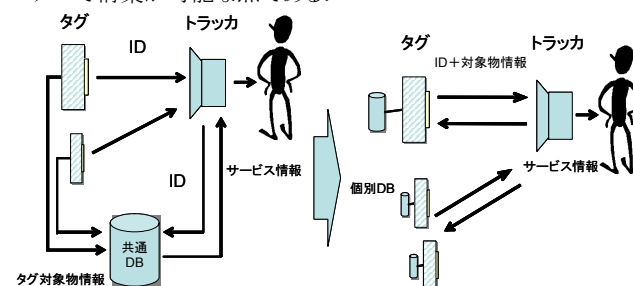 タグ
トラッカ
ID
サービス情報
ID
共通
DB
タグ対象物情報
タグ
トラッカ
ID＋対象物情報
サービス情報
個別DB